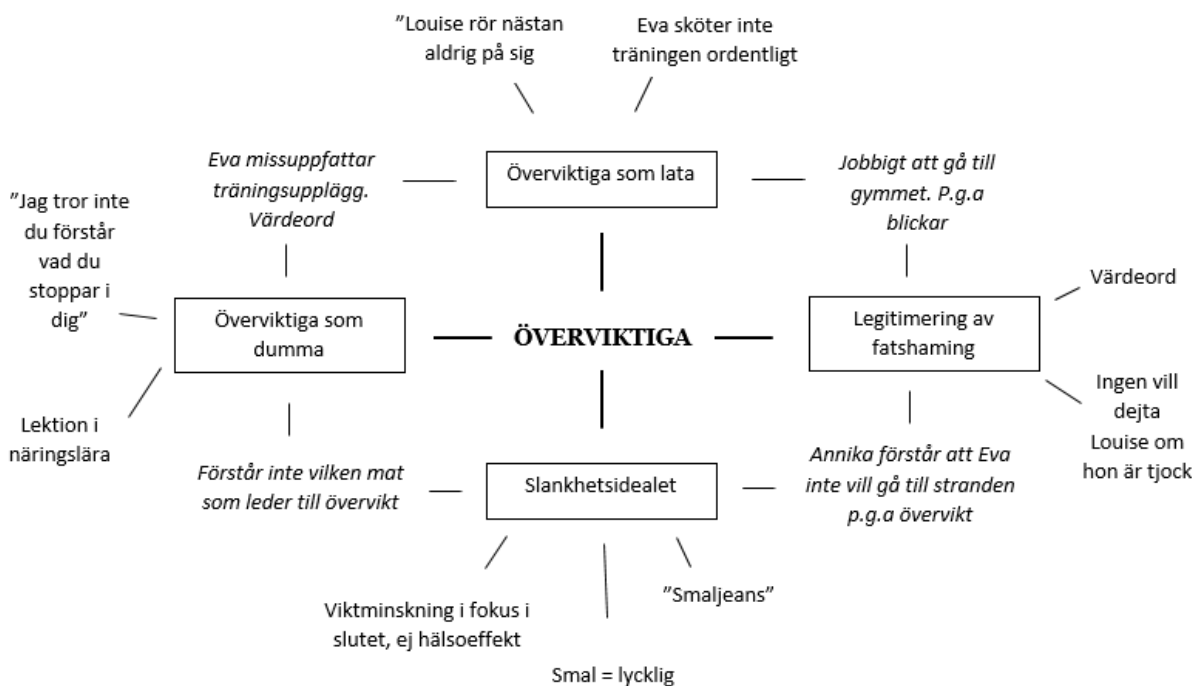 ”Louise rör nästan
aldrig på sig
Eva sköter inte
träningen ordentligt
Eva missuppfattar
träningsupplägg.
Värdeord
Överviktiga som lata
Jobbigt att gå till
gymmet. P.g.a
blickar
”Jag tror inte
du förstår
vad du
stoppar i
dig”
Överviktiga som
dumma
ÖVERVIKTIGA
Legitimering av
fatshaming
Värdeord
Ingen vill
dejta
Louise om
hon är tjock
Lektion i
näringslära
Förstår inte vilken mat
som leder till övervikt
Slankhetsidealet
Annika förstår att Eva
inte vill gå till stranden
p.g.a övervikt
Viktminskning i fokus i
slutet, ej hälsoeffekt
”Smaljeans”
Smal = lycklig